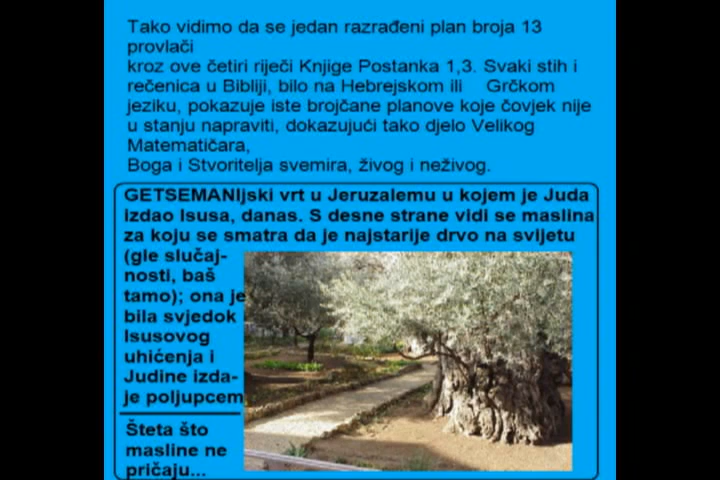 Tako vidimo da se jedan razrađeni plan broja 13
provlači
kroz ove četiri riječi Knjige Postanka 1,3. Svaki stih i
rečenica u Bibliji, bilo na Hebrejskom ili Grčkom
jeziku, pokazuje iste brojčane planove koje čovjek nije
u stanju napraviti, dokazujući tako djelo Velikog
Matematičara,
Boga i Stvoritelja svemira, živog i neživog.
GETSEMANIjski vrt u Jeruzalemu u kojem je Juda
izdao Isusa, danas. S desne strane vidi se maslina
za koju se smatra da je najstarije drvo na svijetu
(gle slučaj-
nosti, baš
tamo); ona je
bila svjedok
Isusovog
uhićenja i
Judine izda-
je poljupcem
Šteta što
masline ne
pričaju...